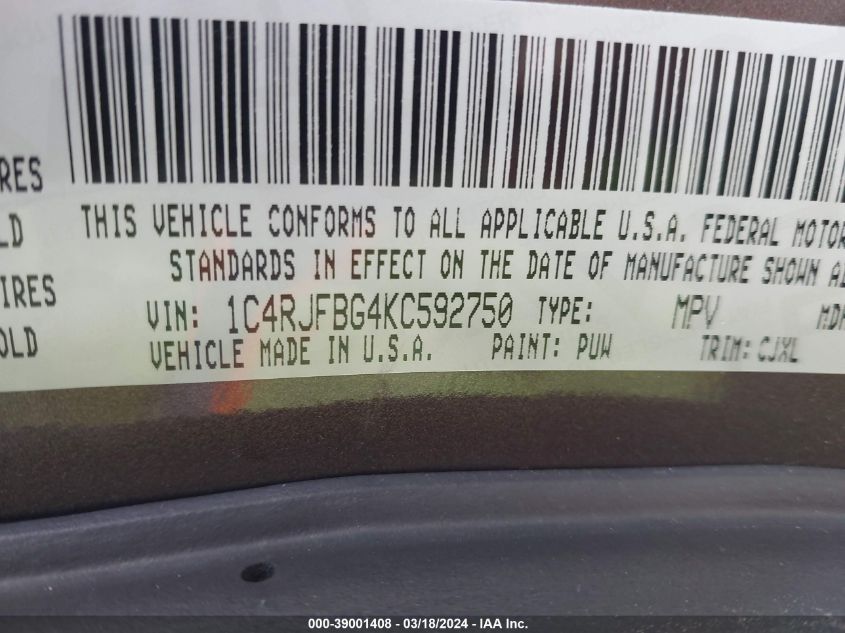 RES
THIS VEHICLE CONFORMS TO ALL APPLICABLE U.S.A. FEDERAL MOTOR
LD
STANDARDS IN EFFECT ON THE DATE OF MANUFACTURE SHOWN
IRES
VIN: 1C4RJFBG4KC592750 TYPE: MPV
OLD
VEHICLE MADE IN U.S.A. PAINT: PUW TRIM: CJXL
000-39001408 - 03/18/2024 - IAA Inc.